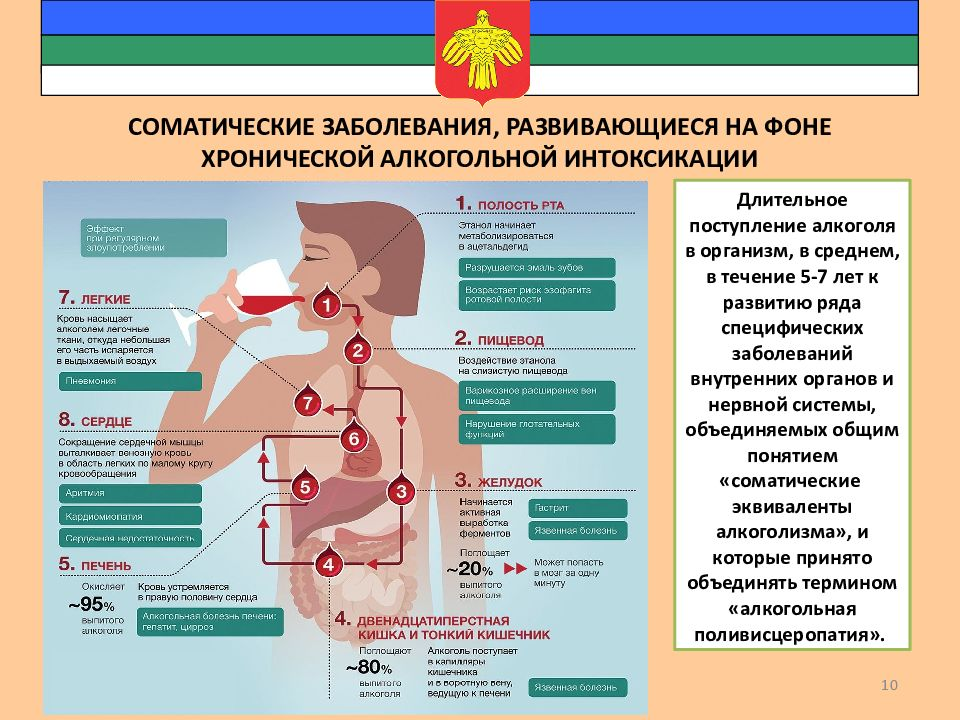 СОМАТИЧЕСКИЕ ЗАБОЛЕВАНИЯ, РАЗВИВАЮЩИЕСЯ НА ФОНЕ
ХРОНИЧЕСКОЙ АЛКОГОЛЬНОЙ ИНТОКСИКАЦИИ
Эффект
при регулярном
злоупотреблении
1. ПОЛОСТЬ РТА
Этанол начинает
метаболизироваться
в ацетальдегид
Разрушается эмаль зубов
Возрастает риск эзофагита
ротовой полости
2. ПИЩЕВОД
Воздействие этанола
на слизистую пищевода
Варикозное расширение вен
пищевода
Нарушение глотательных
функций
3. ЖЕЛУДОК
Начинается
активная
выработка
ферментов
Гастрит
Язвенная болезнь
Поглощает
~20%
выпитого
алкоголя
Может попасть
в мозг за одну
минуту
7. ЛЕГКИЕ
Кровь насыщает
алкоголем легочные
ткани, откуда небольшая
его часть испаряется
в выдыхаемый воздух
Пневмония
8. СЕРДЦЕ
Сокращение сердечной мышцы
выталкивает венозную кровь
в область легких по малому кругу
кровообращения
Аритмия
Кардиомиопатия
Сердечная недостаточность
5. ПЕЧЕНЬ
Окисляет
~95%
выпитого
алкоголя
Кровь устремляется
в правую половину сердца
Алкогольная болезнь печени:
гепатит, цирроз
4. ДВЕНАДЦАТИПЕРСТНАЯ
КИШКА И ТОНКИЙ КИШЕЧНИК
Поглощают
~80%
выпитого
алкоголя
Алкоголь поступает
в капилляры
кишечника
и в воротную вену,
ведущую к печени
Язвенная болезнь
1
2
7
6
5
3
4
Длительное
поступление алкоголя
в организм, в среднем,
в течение 5-7 лет к
развитию ряда
специфических
заболеваний
внутренних органов и
нервной системы,
объединяемых общим
понятием
«соматические
эквиваленты
алкоголизма», и
которые принято
объединять термином
«алкогольная
поливисцеропатия».
10